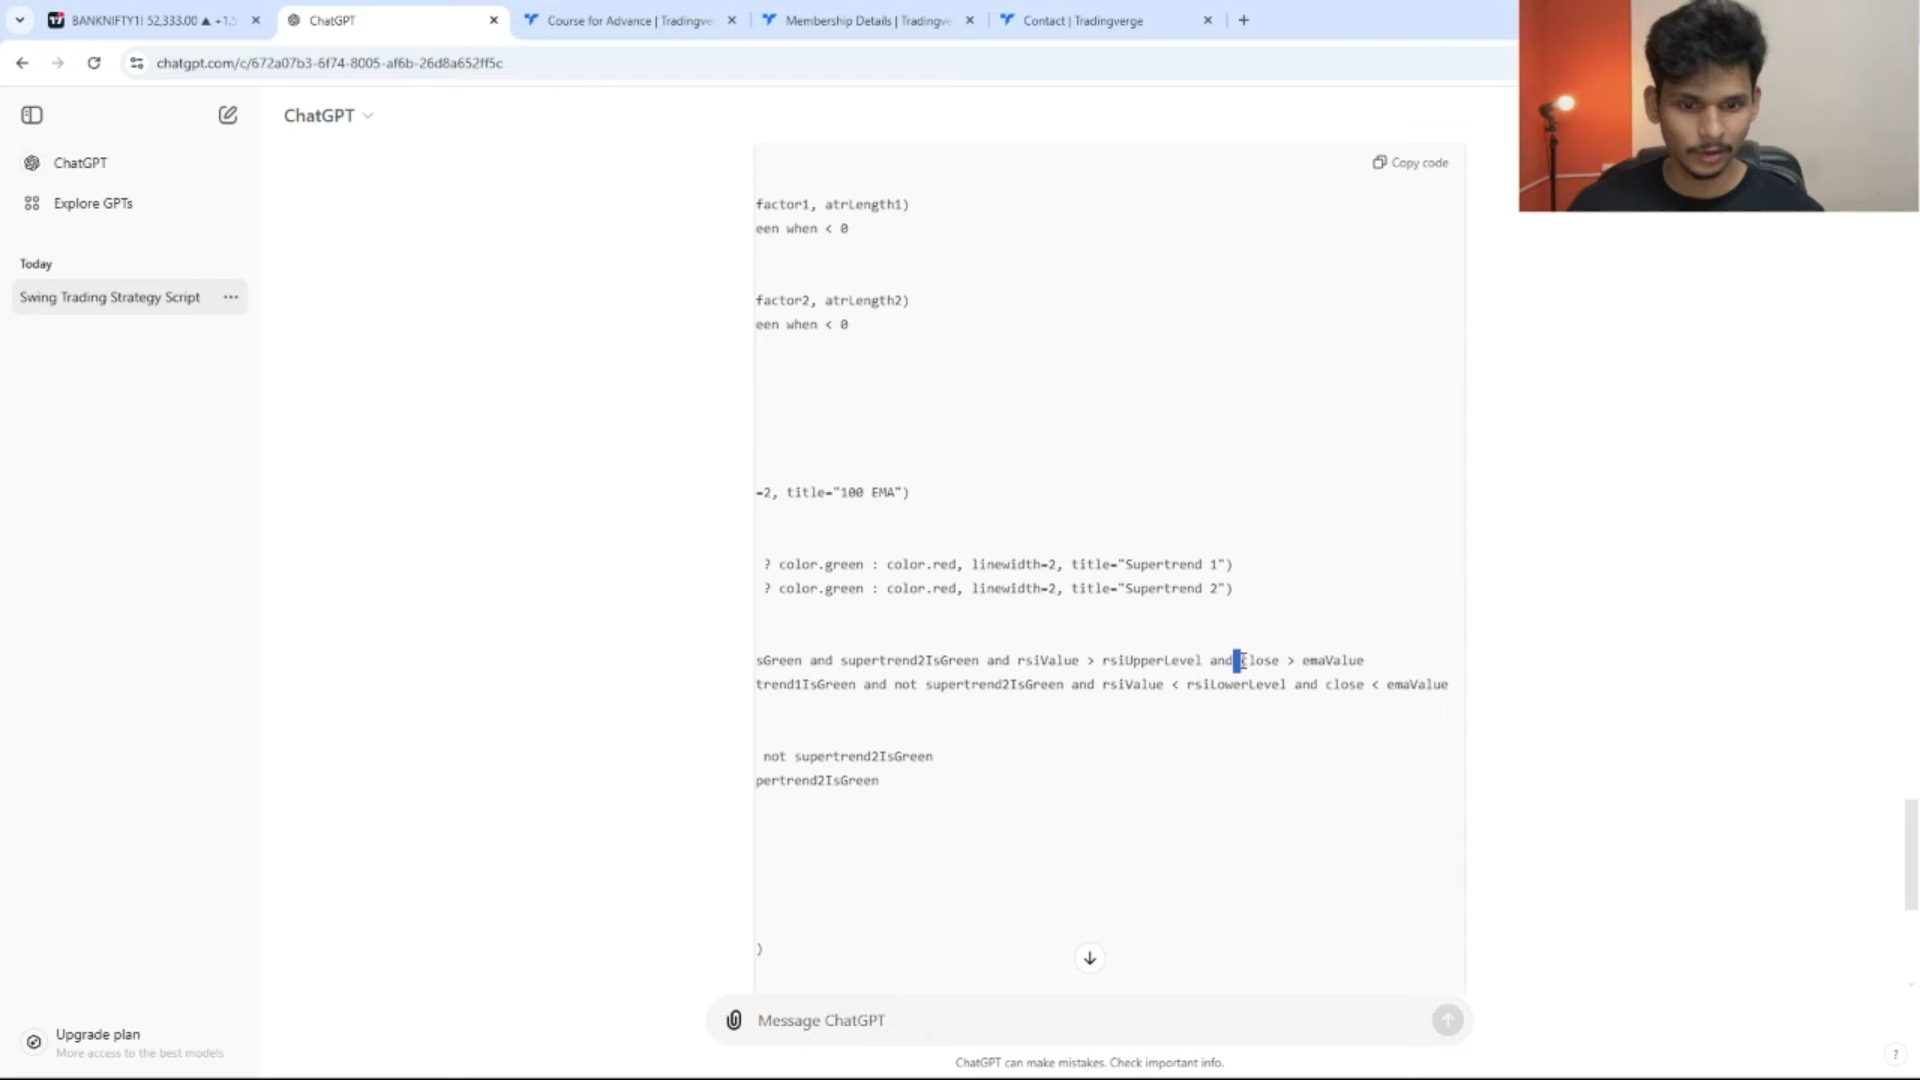 BANKNIFTY1! 52,333.00 ▲ +1.5
ChatGPT
Course for Advance | Tradingve
Membership Details | Tradingve
Contact | Tradingverge
chatgpt.com/c/672a07b3-6f74-8005-af6b-26d8a652ff5c
ChatGPT
ChatGPT
Explore GPTs
Today
Swing Trading Strategy Script
Copy code
factor1, atrLength1)
een when < 0
factor2, atrLength2)
een when < 0
=2, title="100 EMA")
? color.green : color.red, linewidth=2, title="Supertrend 1")
? color.green : color.red, linewidth=2, title="Supertrend 2")
sGreen and supertrend2IsGreen and rsiValue > rsiUpperLevel and close > emaValue
trend1IsGreen and not supertrend2IsGreen and rsiValue < rsiLowerLevel and close < emaValue
not supertrend2IsGreen
pertrend2IsGreen
)
Message ChatGPT
Upgrade plan
More access to the best models
ChatGPT can make mistakes. Check important info.
?